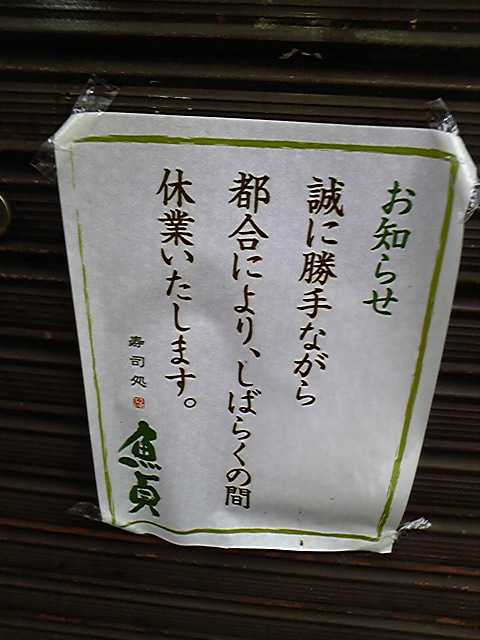 お知らせ
誠に勝手ながら
都合により、しばらくの間
休業いたします。
寿司処
魚貞